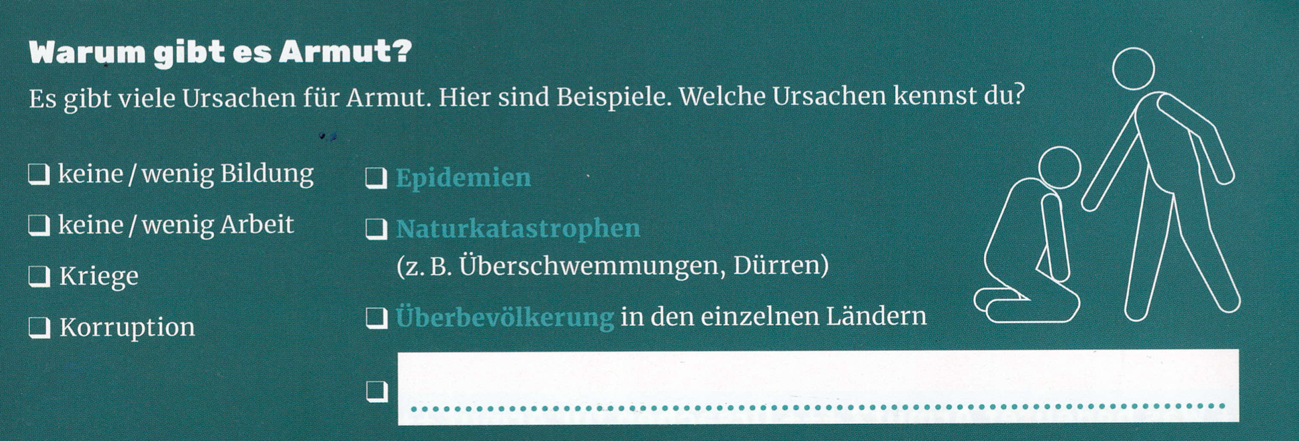 Warum gibt es Armut?
Es gibt viele Ursachen für Armut. Hier sind Beispiele. Welche Ursachen kennst du?
❏ keine / wenig Bildung
❏ keine / wenig Arbeit
❏ Kriege
❏ Korruption
❏ Epidemien
❏ Naturkatastrophen
(z. B. Überschwemmungen, Dürren)
❏ Überbevölkerung in den einzelnen Ländern
❏